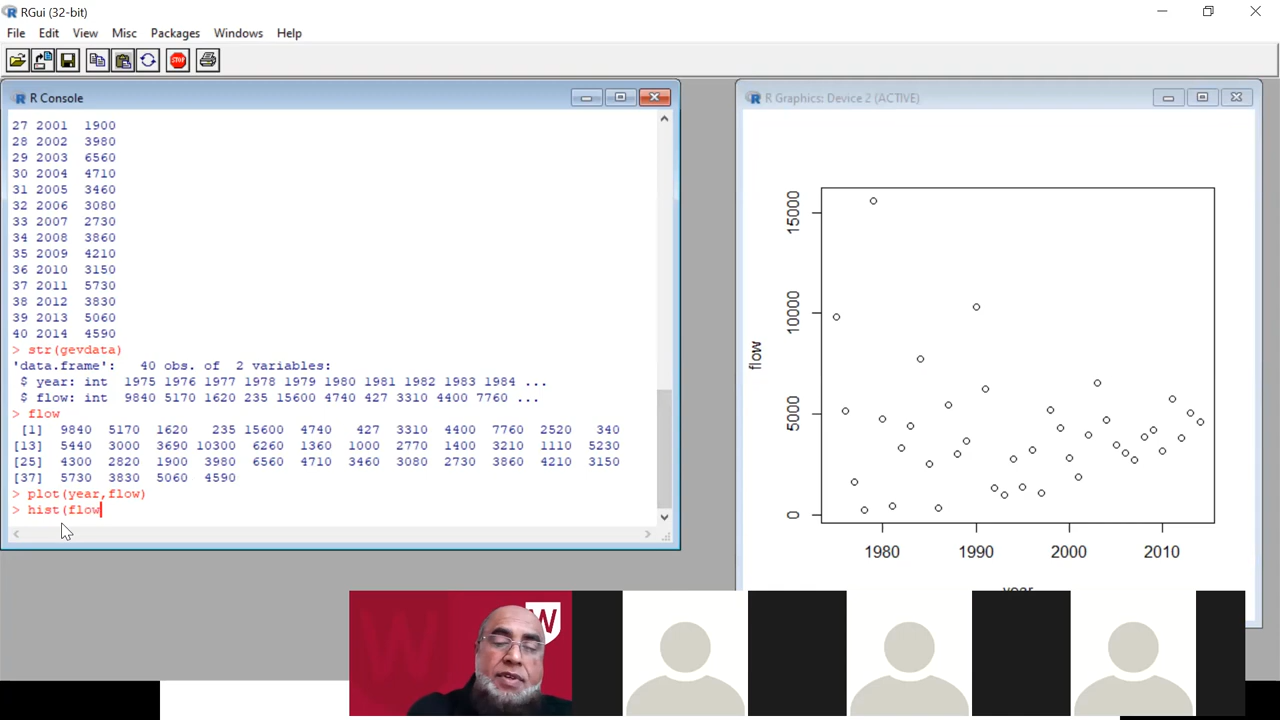 RGui (32-bit)
File Edit View Misc Packages Windows Help
STOP
R Console
27 2001 1900
28 2002 3980
29 2003 6560
30 2004 4710
31 2005 3460
32 2006 3080
33 2007 2730
34 2008 3860
35 2009 4210
36 2010 3150
37 2011 5730
38 2012 3830
39 2013 5060
40 2014 4590
> str(gevdata)
'data.frame': 40 obs. of 2 variables:
$ year: int 1975 1976 1977 1978 1979 1980 1981 1982 1983 1984 ...
$ flow: int 9840 5170 1620 235 15600 4740 427 3310 4400 7760 ...
> flow
[1] 9840 5170 1620 235 15600 4740 427 3310 4400 7760 2520 340
[13] 5440 3000 3690 10300 6260 1360 1000 2770 1400 3210 1110 5230
[25] 4300 2820 1900 3980 6560 4710 3460 3080 2730 3860 4210 3150
[37] 5730 3830 5060 4590
> plot(year,flow)
> hist(flow
R Graphics: Device 2 (ACTIVE)
15000
10000
5000
0
flow
1980 1990 2000 2010
year
W
W